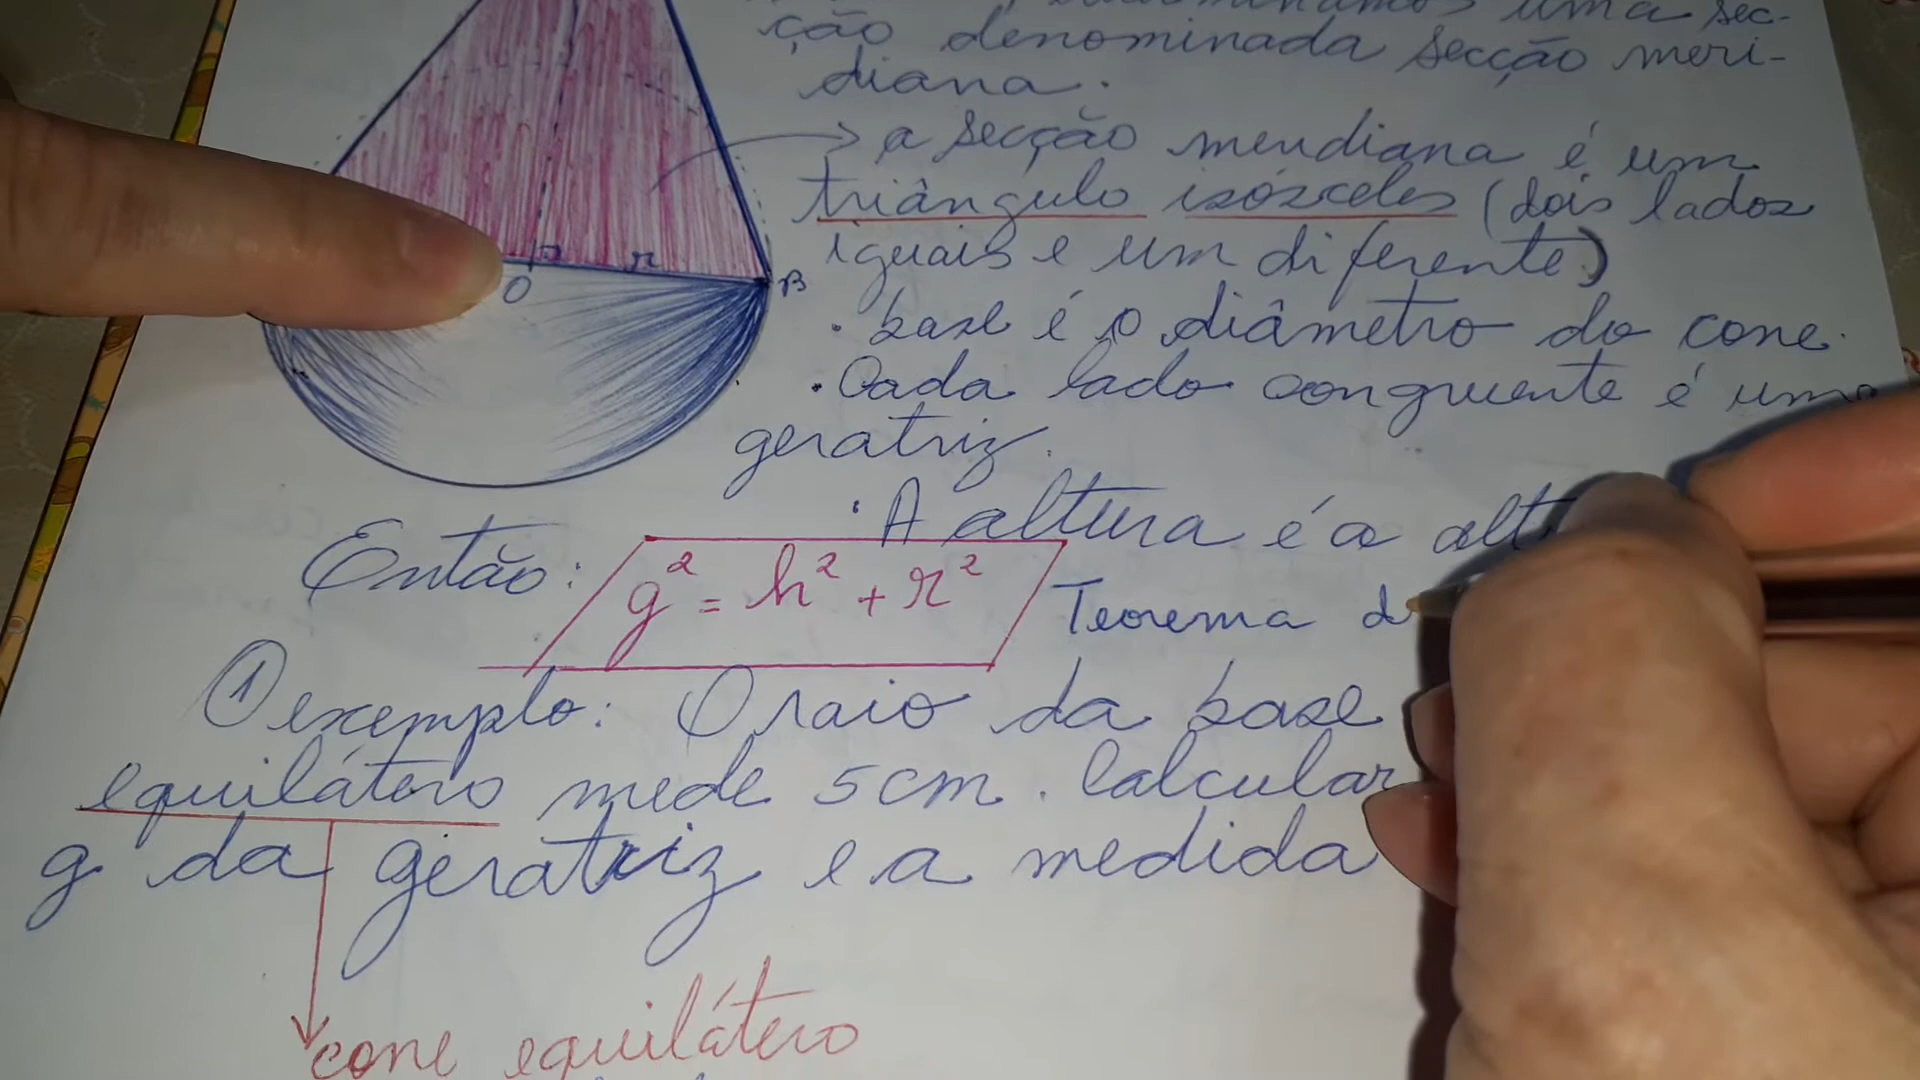 uma sec-
ção denominada secção meri-
diana.
a secção meridiana é um
triângulo isósceles (dois lados
iguais e um diferente)
r
O
B
. base é o diâmetro do cone.
. Cada lado congruente é uma
geratriz.
. A altura é a alt
Então: g² = h² + r²
Teorema d
① exemplo: O raio da base
equilátero mede 5cm. Calcular
g da geratriz e a medida
cone equilátero